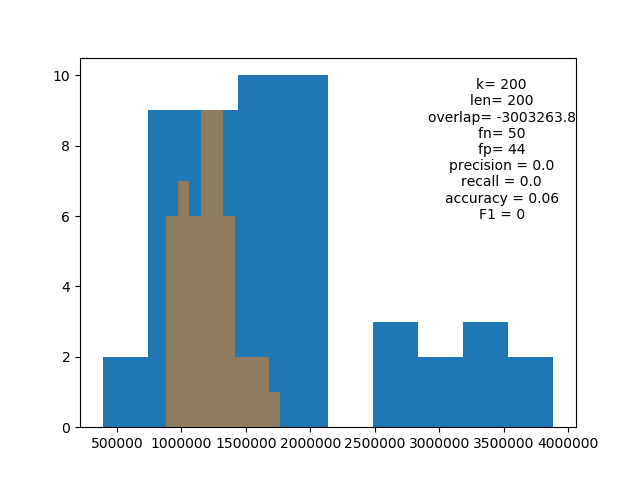 10
8
6
4
2
0
k= 200
len= 200
overlap= -3003263.8
fn= 50
fp= 44
precision = 0.0
recall = 0.0
accuracy = 0.06
F1 = 0
500000 1000000 1500000 2000000 2500000 3000000 3500000 4000000